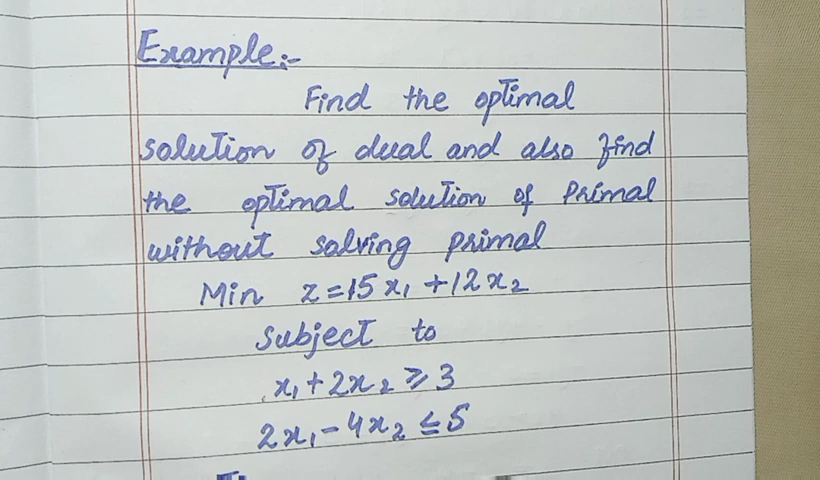 Example:-
Find the optimal
solution of dual and also find
the optimal solution of Primal
without solving primal
Min z=15x₁+12x₂
subject to
x₁+2x₂⩾3
2x₁-4x₂≤5